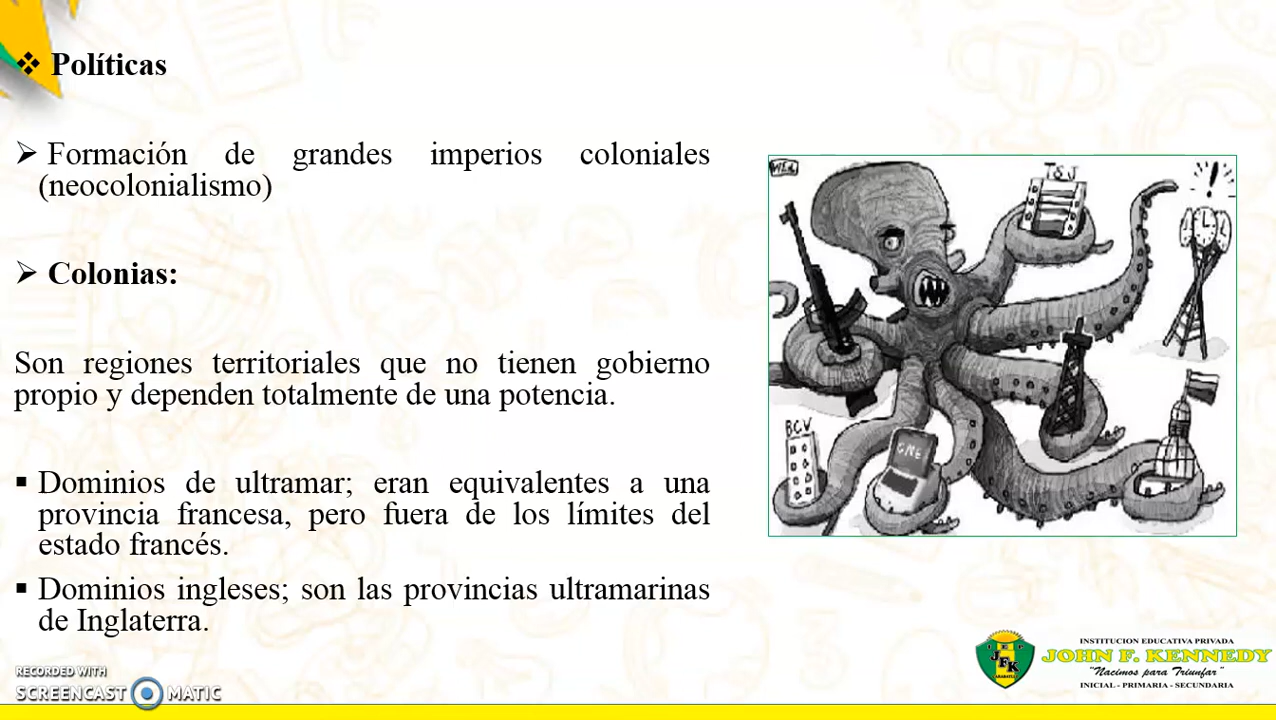 Políticas
Formación de grandes imperios coloniales
(neocolonialismo)
Colonias:
Son regiones territoriales que no tienen gobierno
propio y dependen totalmente de una potencia.
Dominios de ultramar; eran equivalentes a una
provincia francesa, pero fuera de los límites del
estado francés.
Dominios ingleses; son las provincias ultramarinas
de Inglaterra.
TSJ
!
BCV
CNE
RECORDED WITH
SCREENCAST MATIC
JFK
INSTITUCION EDUCATIVA PRIVADA
JOHN F. KENNEDY
"Nacimos para Triunfar"
INICIAL - PRIMARIA - SECUNDARIA